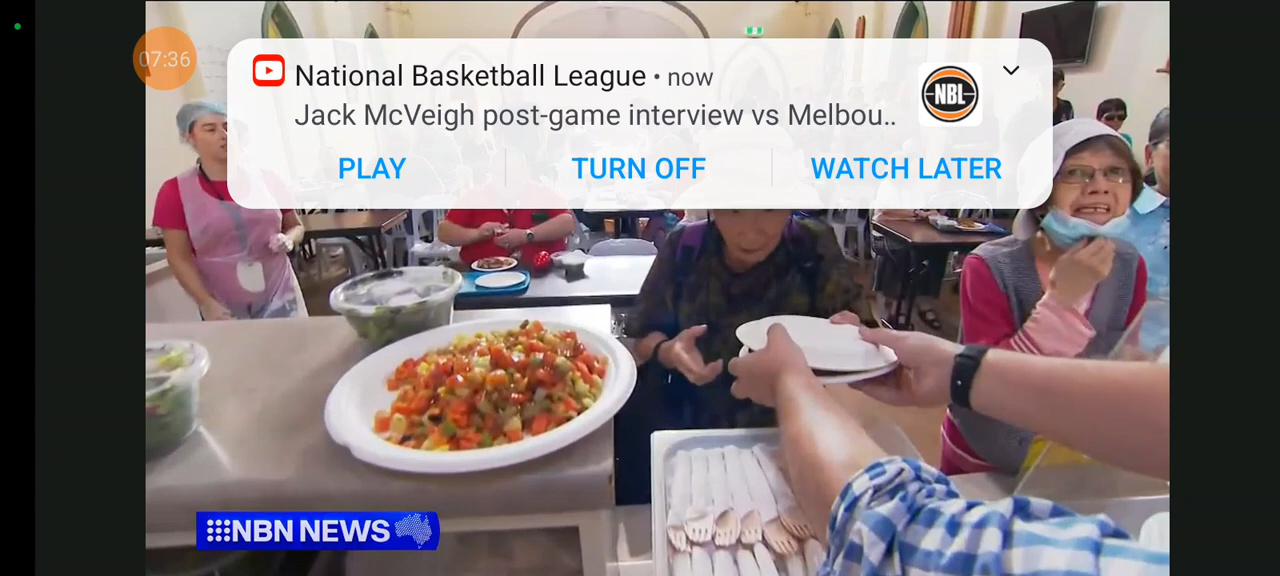 07:36
National Basketball League • now
Jack McVeigh post-game interview vs Melbou..
NBL
PLAY
TURN OFF
WATCH LATER
NBN NEWS